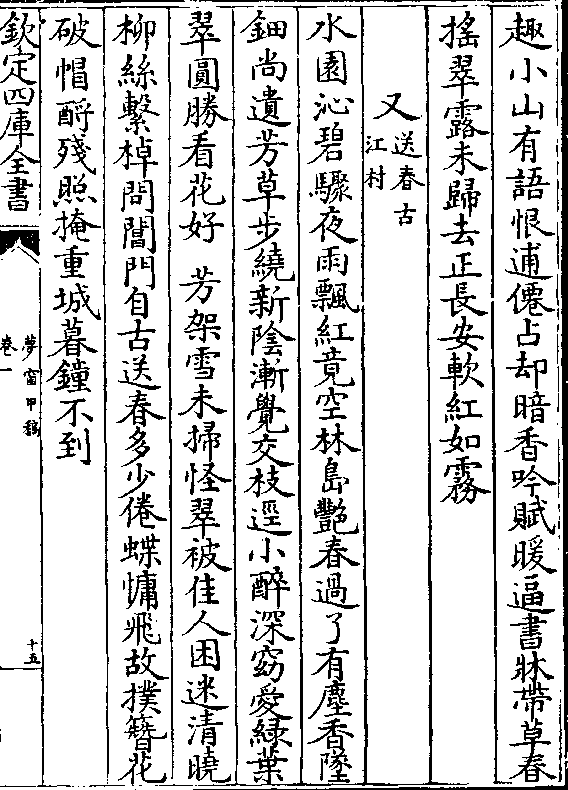 趣小山有語恨逋僊占却暗香吟賦暖逼書牀帶草春
搖翠露未歸去正長安軟紅如霧
又送春古江村
水園沁碧驟夜雨飄紅竟空林島艷春過了有塵香墜
鈿尚遺芳草步繞新陰漸覺交枝逕小醉深窈愛緑葉
翠圓勝看花好　芳架雪未掃怪翠被佳人困迷清曉
柳絲繫棹問閶門自古送春多少倦蝶慵飛故撲簪花
破帽酹殘照掩重城暮鐘不到
欽定四庫全書
夢窗甲稿
卷一
十五